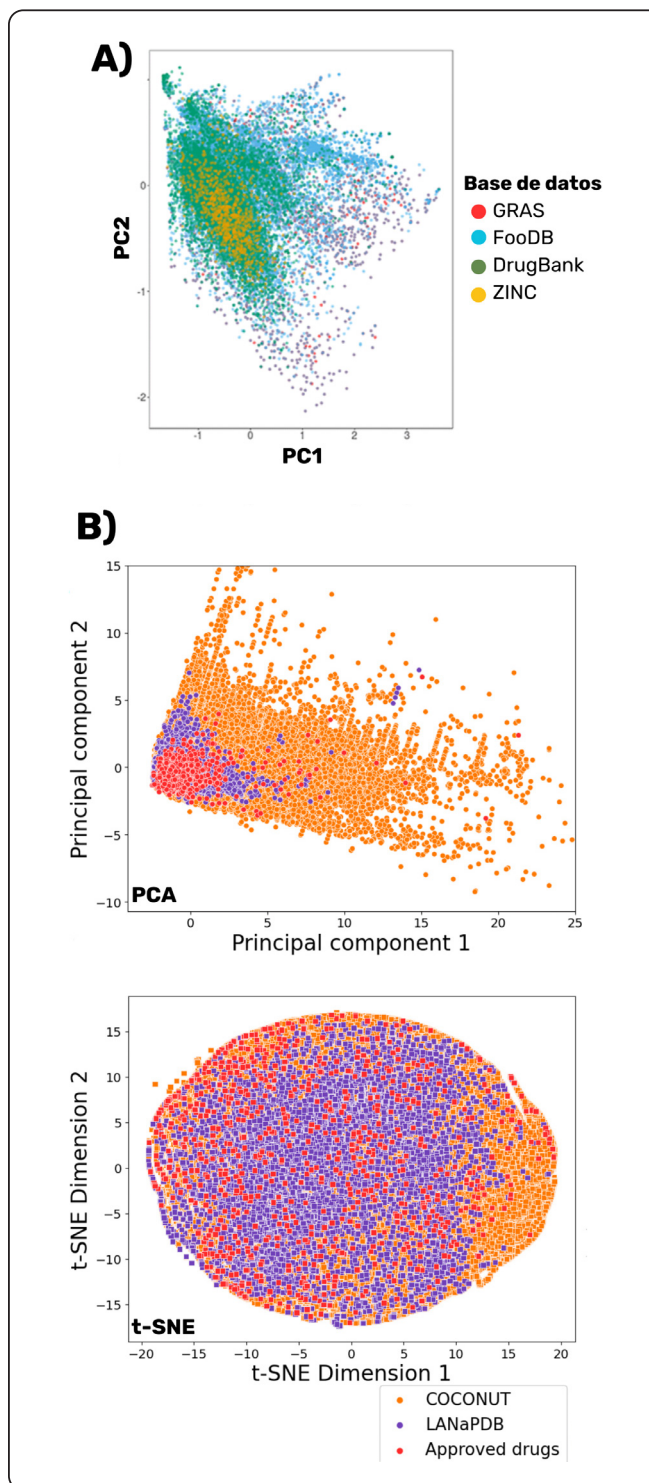 A)
PC2
0
-1
-2
-1
0
1
2
3
PC1
Base de datos
GRAS
FooDB
DrugBank
ZINC
B)
Principal component 2
15
10
5
0
−5
−10
PCA
0
5
10
15
20
25
Principal component 1
t-SNE Dimension 2
15
10
5
0
−5
−10
−15
t-SNE
−20
−15
−10
−5
0
5
10
15
20
t-SNE Dimension 1
COCONUT
LANaPDB
Approved drugs